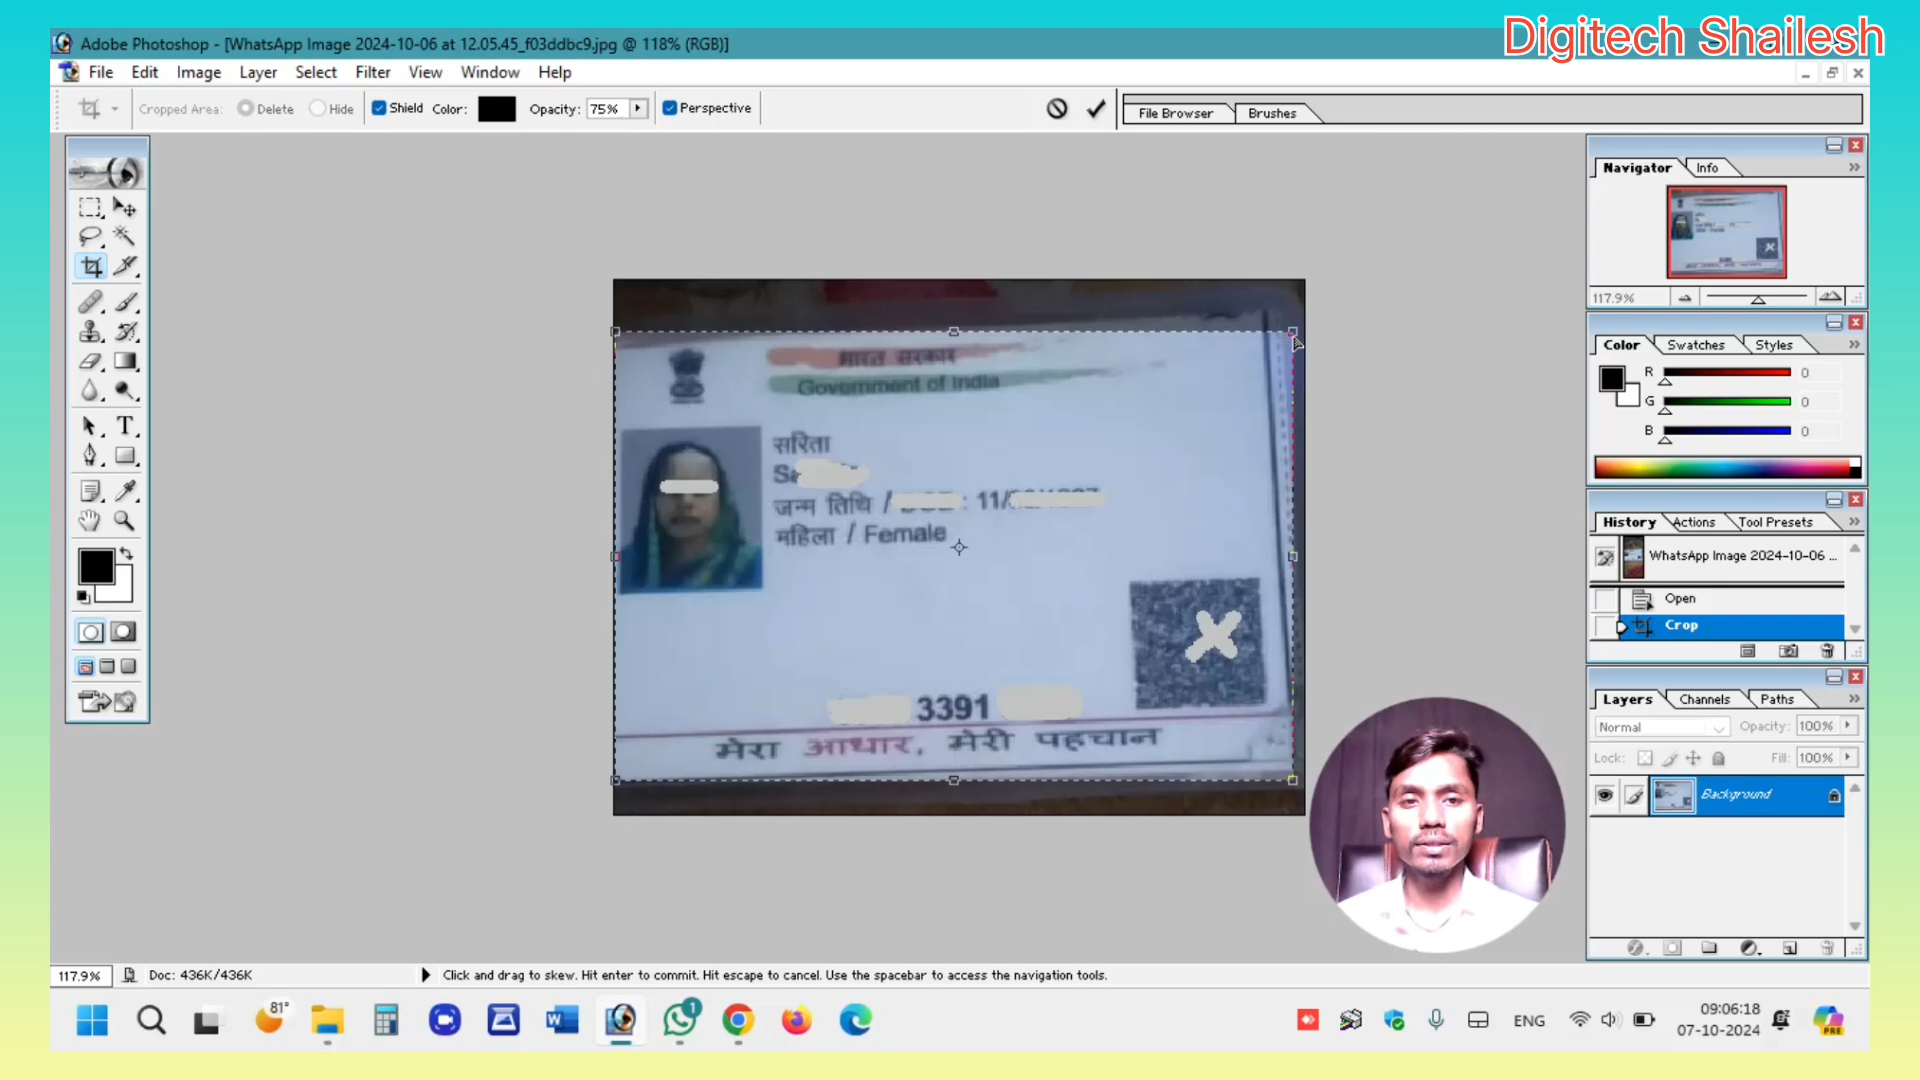 Digitech Shailesh
Adobe Photoshop - [WhatsApp Image 2024-10-06 at 12.05.45_f03ddbc9.jpg @ 118% (RGB)]
File Edit Image Layer Select Filter View Window Help
Cropped Area: Delete Hide Shield Color: Opacity: 75% Perspective
File Browser Brushes
Navigator Info
117.9%
Color Swatches Styles
R 0
G 0
B 0
History Actions Tool Presets
WhatsApp Image 2024-10-06 ...
Open
Crop
Layers Channels Paths
Normal Opacity: 100%
Lock: Fill: 100%
Background
T
भारत सरकार
Government of India
सरिता
जन्म तिथि / : 11/
महिला / Female
3391
मेरा आधार, मेरी पहचान
117.9% Doc: 436K/436K Click and drag to skew. Hit enter to commit. Hit escape to cancel. Use the spacebar to access the navigation tools.
81°
1
ENG
09:06:18
07-10-2024
PRE